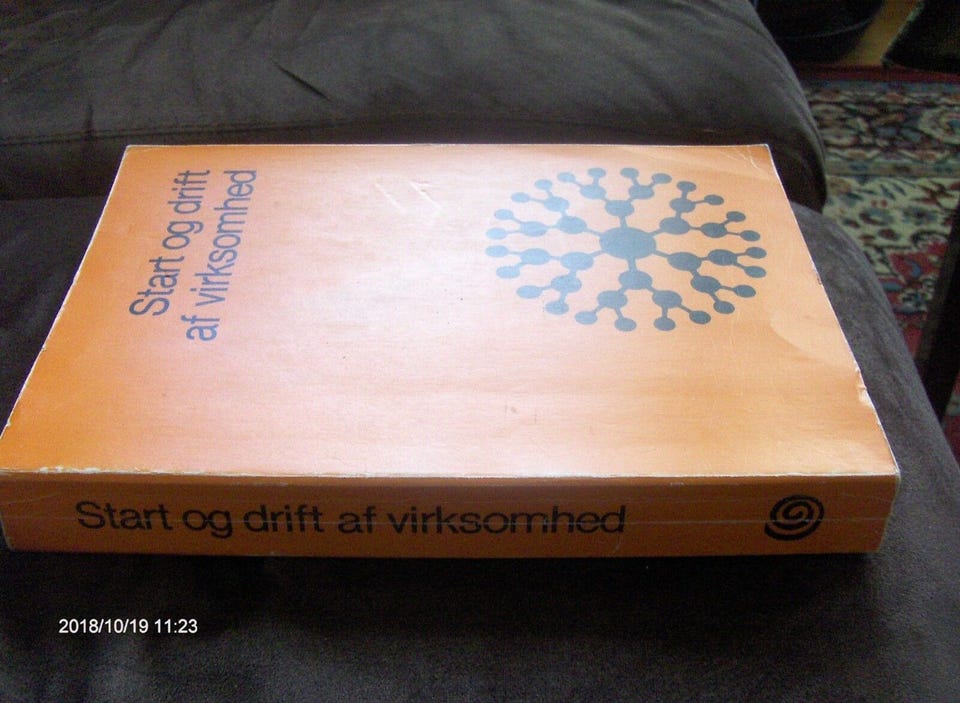 Start og drift
af virksomhed
Start og drift af virksomhed
2018/10/19 11:23